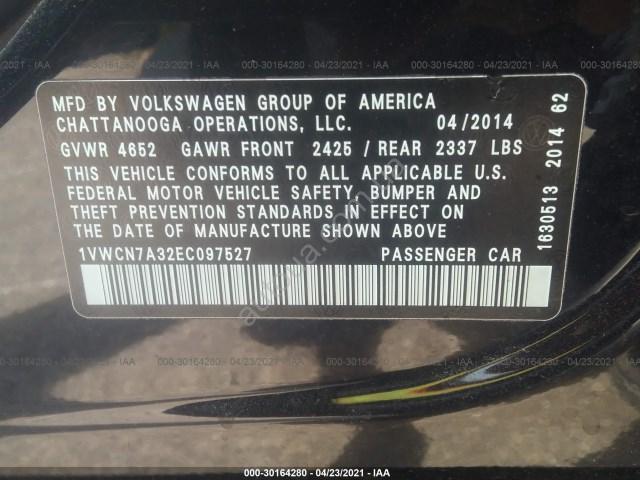 MFD BY VOLKSWAGEN GROUP OF AMERICA
CHATTANOOGA OPERATIONS, LLC. 04/2014
GVWR 4652 GAWR FRONT 2425 / REAR 2337 LBS
THIS VEHICLE CONFORMS TO ALL APPLICABLE U.S.
FEDERAL MOTOR VEHICLE SAFETY, BUMPER AND
THEFT PREVENTION STANDARDS IN EFFECT ON
THE DATE OF MANUFACTURE SHOWN ABOVE
1VWCN7A32EC097527 PASSENGER CAR
1630513 2014 62
000-30164280 - 04/23/2021 - IAA